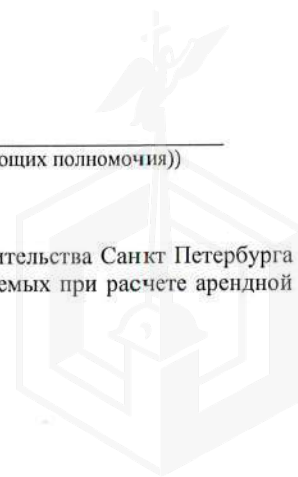 ющих полномочия))
ительства Санкт Петербурга
емых при расчете арендной